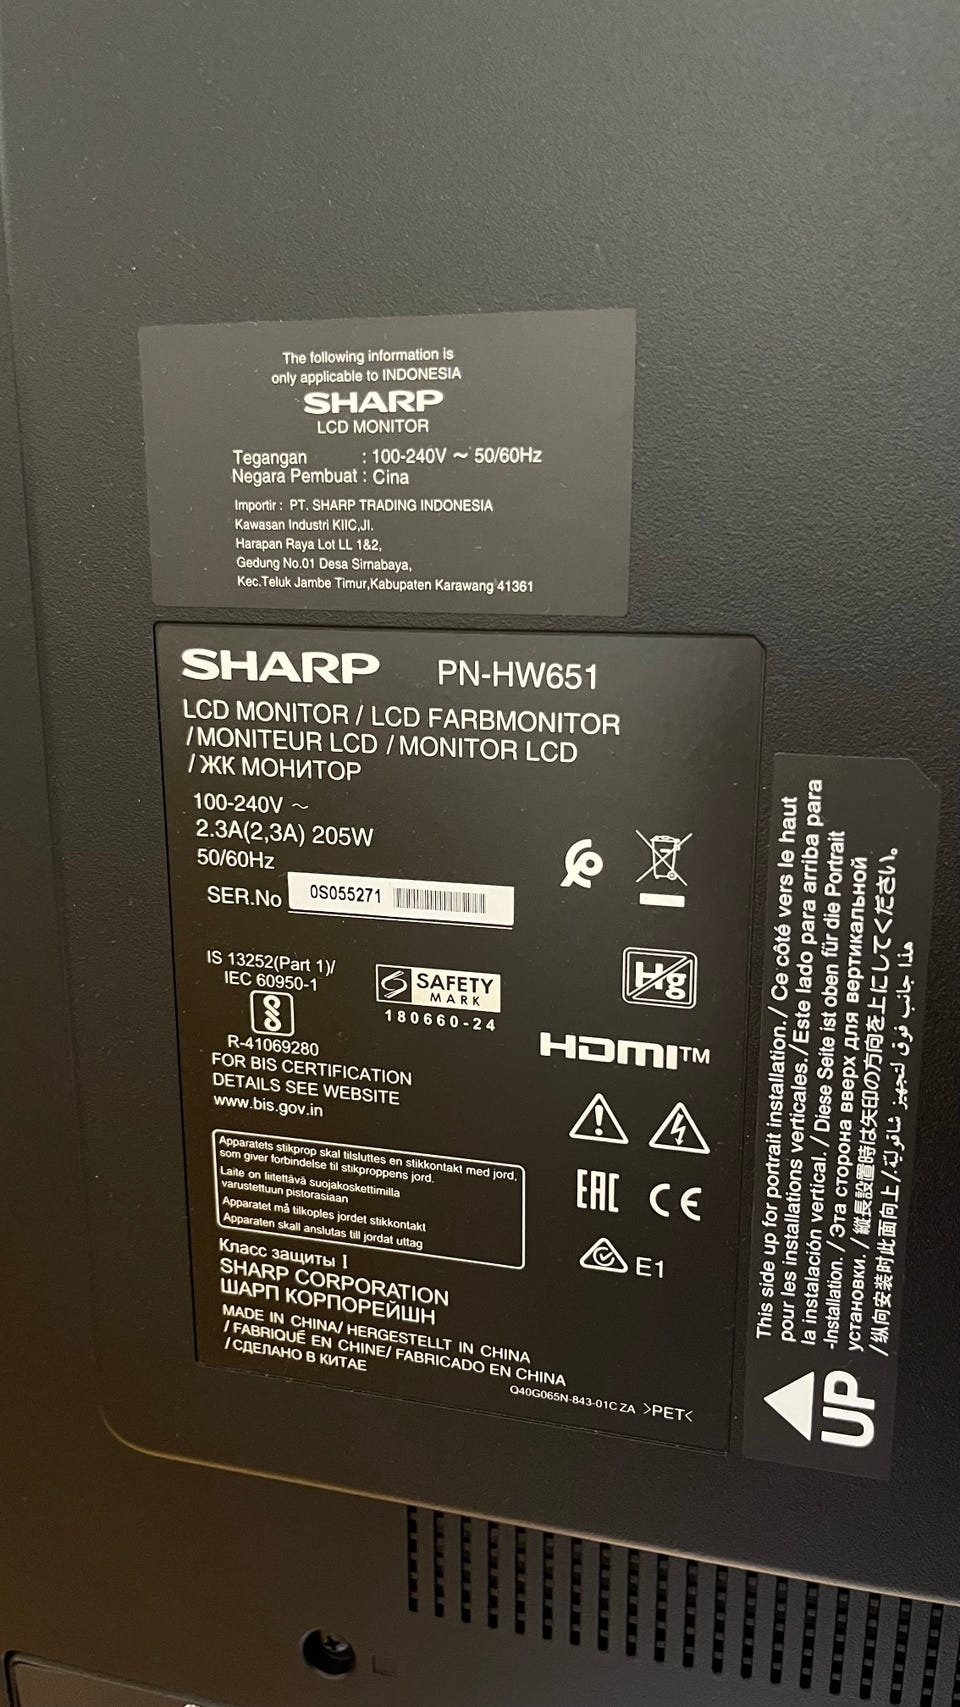 The following information is
only applicable to INDONESIA
SHARP
LCD MONITOR
Tegangan : 100-240V ~ 50/60Hz
Negara Pembuat : Cina
Importir : PT. SHARP TRADING INDONESIA
Kawasan Industri KIIC,Jl.
Harapan Raya Lot LL 1&2,
Gedung No.01 Desa Sirnabaya,
Kec.Teluk Jambe Timur,Kabupaten Karawang 41361
SHARP PN-HW651
LCD MONITOR / LCD FARBMONITOR
/ MONITEUR LCD / MONITOR LCD
/ ЖК МОНИТОР
100-240V ~
2.3A(2,3A) 205W
50/60Hz
SER.No 0S055271
IS 13252(Part 1)/
IEC 60950-1
R-41069280
FOR BIS CERTIFICATION
DETAILS SEE WEBSITE
www.bis.gov.in
SAFETY
MARK
180660-24
Hg
HDMI™
Apparatets stikprop skal tilsluttes en stikkontakt med jord,
som giver forbindelse til stikproppens jord.
Laite on liitettävä suojakoskettimilla
varustettuun pistorasiaan
Apparatet må tilkoples jordet stikkontakt
Apparaten skall anslutas till jordat uttag
EAC CE
E1
Класс защиты I
SHARP CORPORATION
ШАРП КОРПОРЕЙШН
MADE IN CHINA/ HERGESTELLT IN CHINA
/ FABRIQUÉ EN CHINE/ FABRICADO EN CHINA
/ СДЕЛАНО В КИТАЕ
Q40G065N-843-01C ZA >PET<
UP
This side up for portrait installation./ Ce côté vers le haut
pour les installations verticales./ Este lado para arriba para
la instalación vertical. / Diese Seite ist oben für die Portrait
-Installation. / Эта сторона вверх для вертикальной
установки. / 縦長設置時は矢印の方向を上にしてください。
/ 纵向安装时此面向上 / هذا جانب فوق لتجهيز شاقولية.